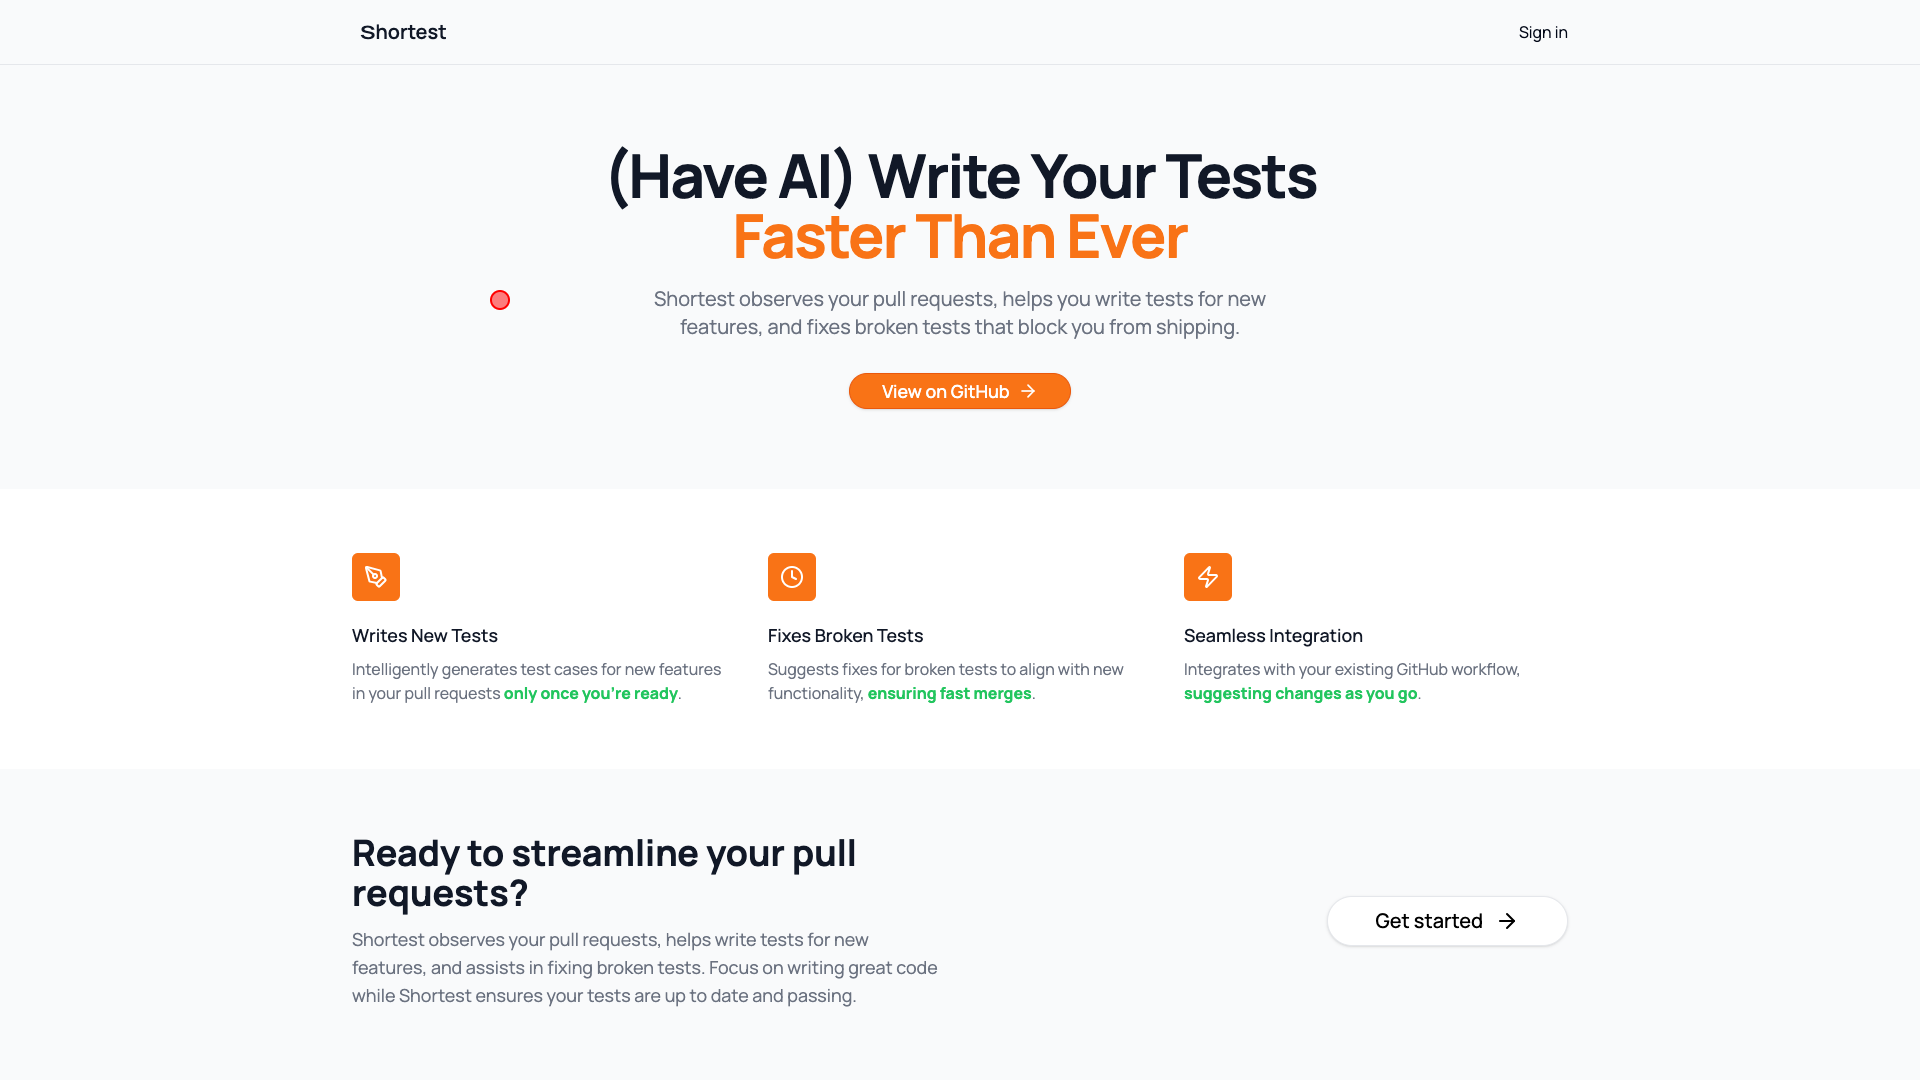 Shortest
Sign in
(Have AI) Write Your Tests
Faster Than Ever
Shortest observes your pull requests, helps you write tests for new
features, and fixes broken tests that block you from shipping.
View on GitHub
Writes New Tests
Intelligently generates test cases for new features
in your pull requests only once you're ready.
Fixes Broken Tests
Suggests fixes for broken tests to align with new
functionality, ensuring fast merges.
Seamless Integration
Integrates with your existing GitHub workflow,
suggesting changes as you go.
Ready to streamline your pull
requests?
Shortest observes your pull requests, helps write tests for new
features, and assists in fixing broken tests. Focus on writing great code
while Shortest ensures your tests are up to date and passing.
Get started